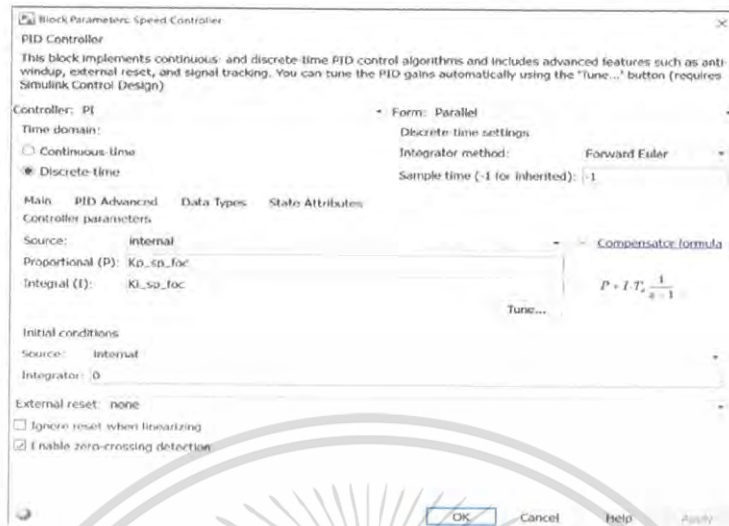 Block Parameters: Speed Controller
PID Controller
This block implements continuous- and discrete-time PID control algorithms and includes advanced features such as anti-
windup, external reset, and signal tracking. You can tune the PID gains automatically using the 'Tune...' button (requires
Simulink Control Design)
Controller: PI Form: Parallel
Time domain: Discrete-time settings
Continuous-time Integrator method: Forward Euler
Discrete-time Sample time (-1 for inherited): -1
Main PID Advanced Data Types State Attributes
Controller parameters
Source: internal Compensator formula
Proportional (P): Kp_sp_foc
Integral (I): Ki_sp_foc P + I·Ts 1/(z - 1)
Tune...
Initial conditions
Source: internal
Integrator: 0
External reset: none
Ignore reset when linearizing
Enable zero-crossing detection
OK Cancel Help Apply